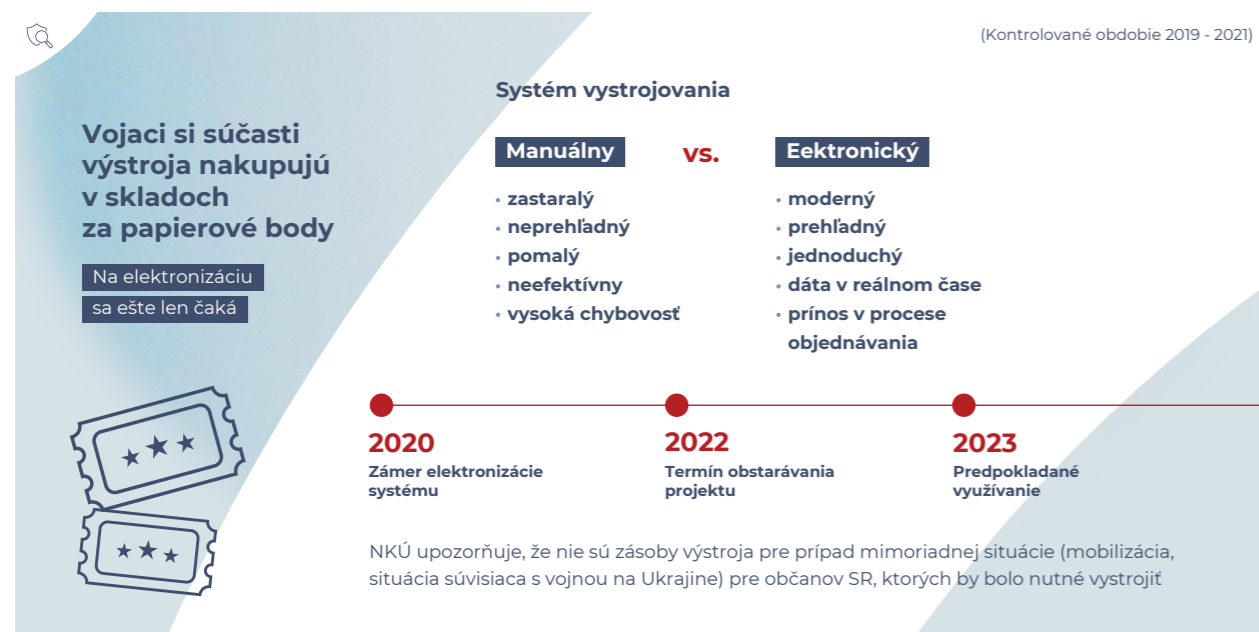 (Kontrolované obdobie 2019 - 2021)
Vojaci si súčasti
výstroja nakupujú
v skladoch
za papierové body
Na elektronizáciu
sa ešte len čaká
Systém vystrojovania
Manuálny
vs.
Eektronický
• zastaralý
• neprehľadný
• pomalý
• neefektívny
• vysoká chybovosť
• moderný
• prehľadný
• jednoduchý
• dáta v reálnom čase
• prínos v procese
objednávania
2020
Zámer elektronizácie
systému
2022
Termín obstarávania
projektu
2023
Predpokladané
využívanie
NKÚ upozorňuje, že nie sú zásoby výstroja pre prípad mimoriadnej situácie (mobilizácia,
situácia súvisiaca s vojnou na Ukrajine) pre občanov SR, ktorých by bolo nutné vystrojiť